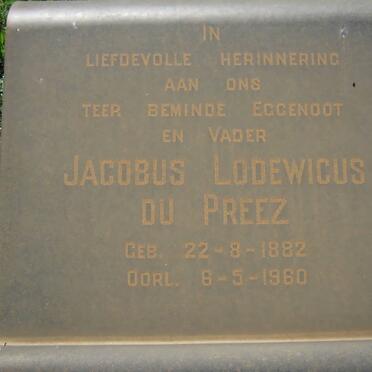 IN
LIEFDEVOLLE HERINNERING
AAN ONS
TEER BEMINDE EGGENOOT
EN VADER
JACOBUS LODEWICUS
DU PREEZ
GEB. 22-8-1882
OORL. 6-5-1960